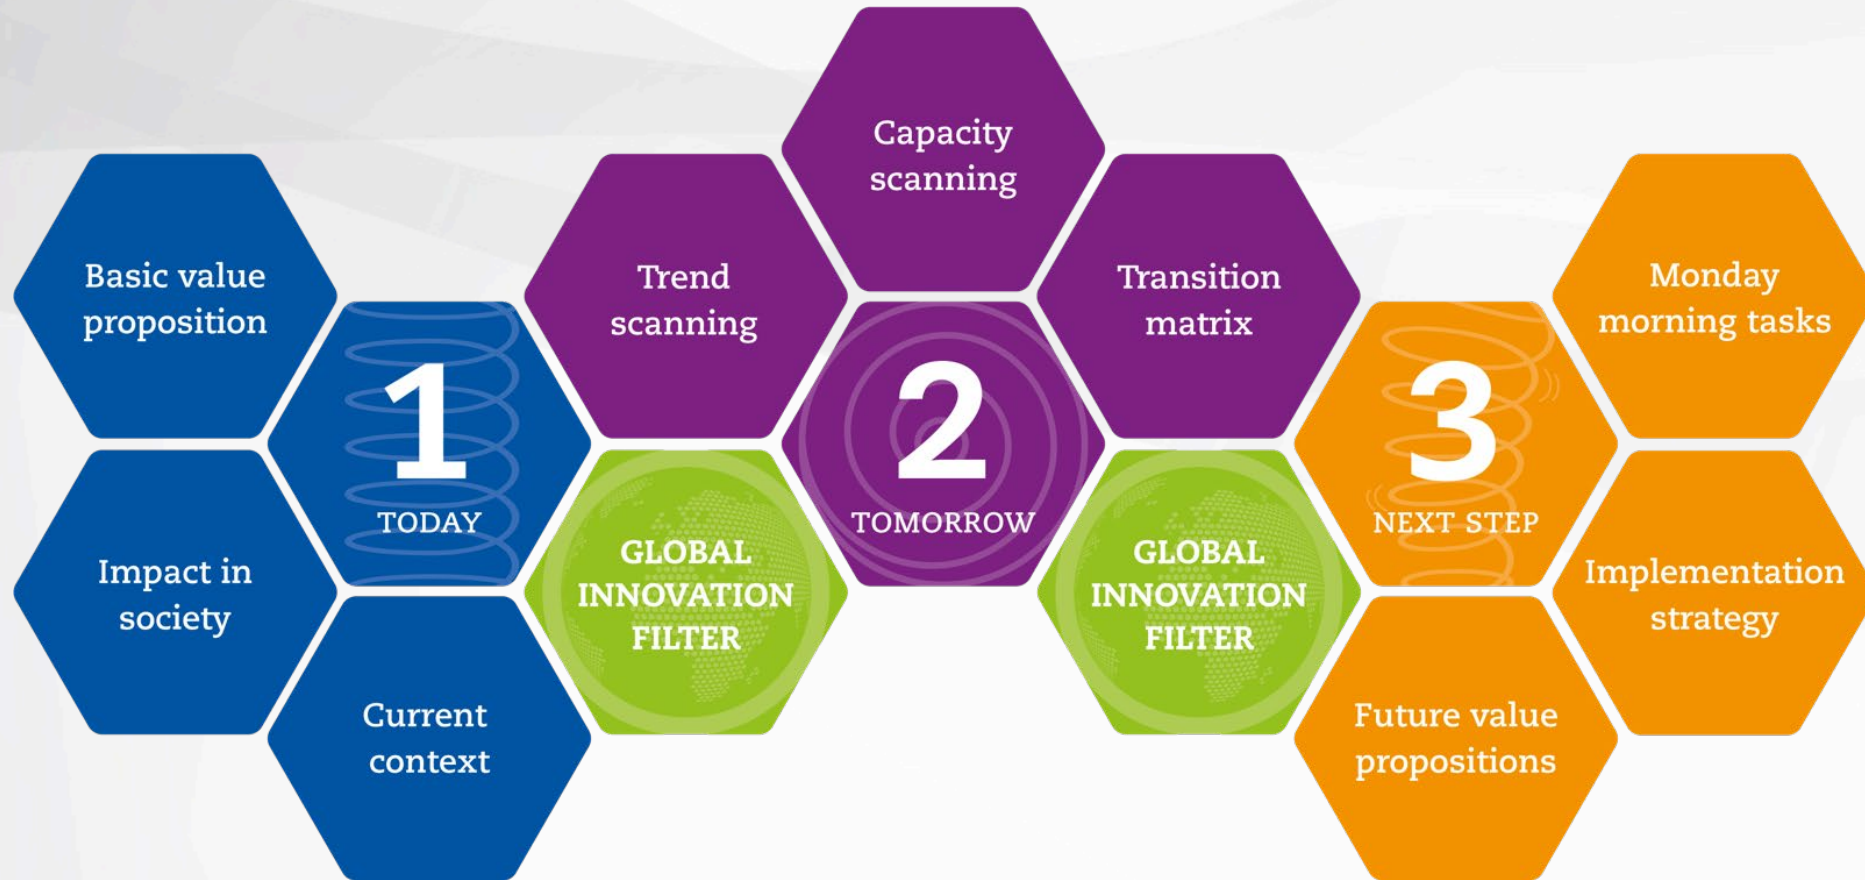 Basic value
proposition
Impact in
society
1
TODAY
Current
context
Trend
scanning
GLOBAL
INNOVATION
FILTER
Capacity
scanning
2
TOMORROW
Transition
matrix
GLOBAL
INNOVATION
FILTER
3
NEXT STEP
Future value
propositions
Monday
morning tasks
Implementation
strategy